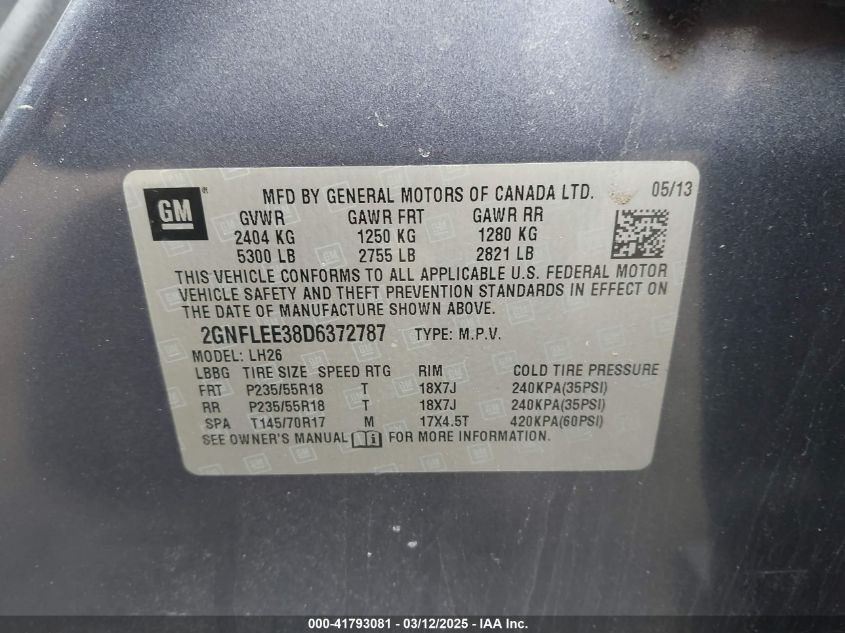 GM
MFD BY GENERAL MOTORS OF CANADA LTD. 05/13
GVWR GAWR FRT GAWR RR
2404 KG 1250 KG 1280 KG
5300 LB 2755 LB 2821 LB
THIS VEHICLE CONFORMS TO ALL APPLICABLE U.S. FEDERAL MOTOR
VEHICLE SAFETY AND THEFT PREVENTION STANDARDS IN EFFECT ON
THE DATE OF MANUFACTURE SHOWN ABOVE.
2GNFLEE38D6372787 TYPE: M.P.V.
MODEL: LH26
LBBG TIRE SIZE SPEED RTG RIM COLD TIRE PRESSURE
FRT P235/55R18 T 18X7J 240KPA(35PSI)
RR P235/55R18 T 18X7J 240KPA(35PSI)
SPA T145/70R17 M 17X4.5T 420KPA(60PSI)
SEE OWNER'S MANUAL FOR MORE INFORMATION.
000-41793081 - 03/12/2025 - IAA Inc.